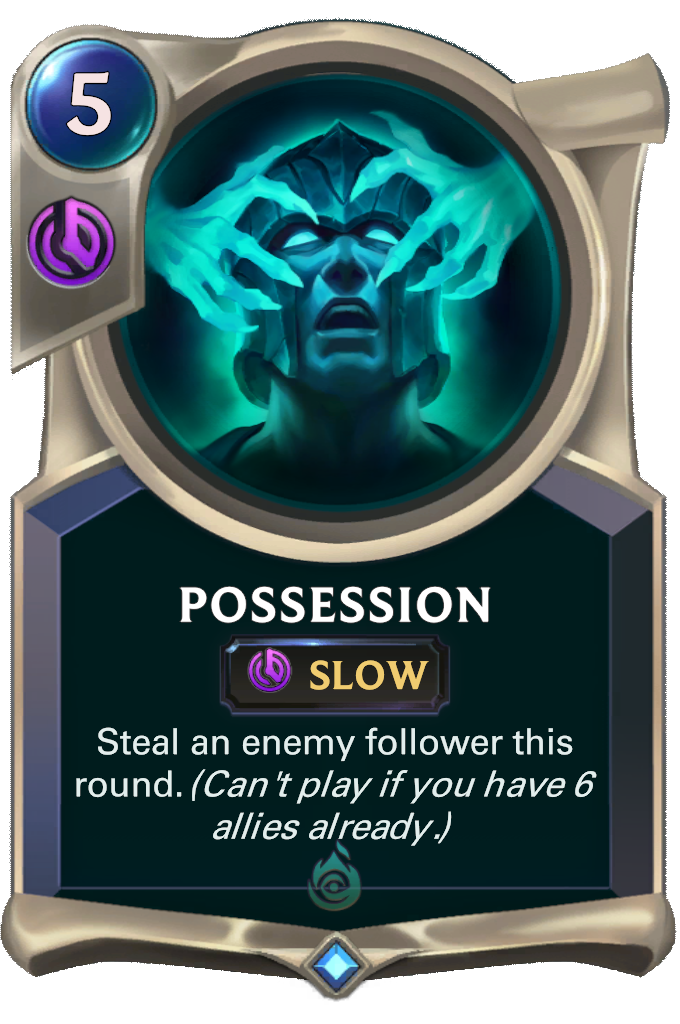 5
POSSESSION
SLOW
Steal an enemy follower this
round. (Can't play if you have 6
allies already.)